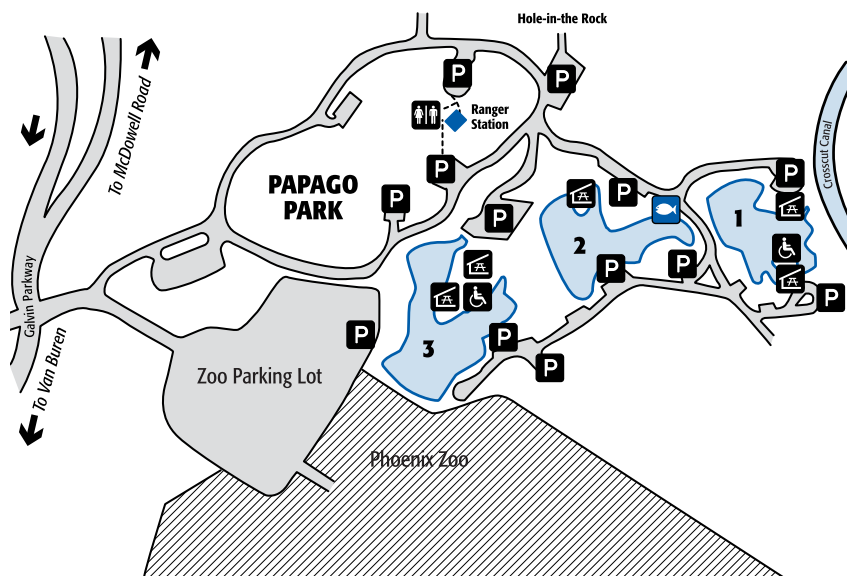 Hole-in-the Rock
P
P
To McDowell Road
Ranger
Station
Crosscut Canal
P
P
PAPAGO
PARK
P
P
P
1
2
P
P
Galvin Parkway
P
P
P
3
P
To Van Buren
Zoo Parking Lot
Phoenix Zoo